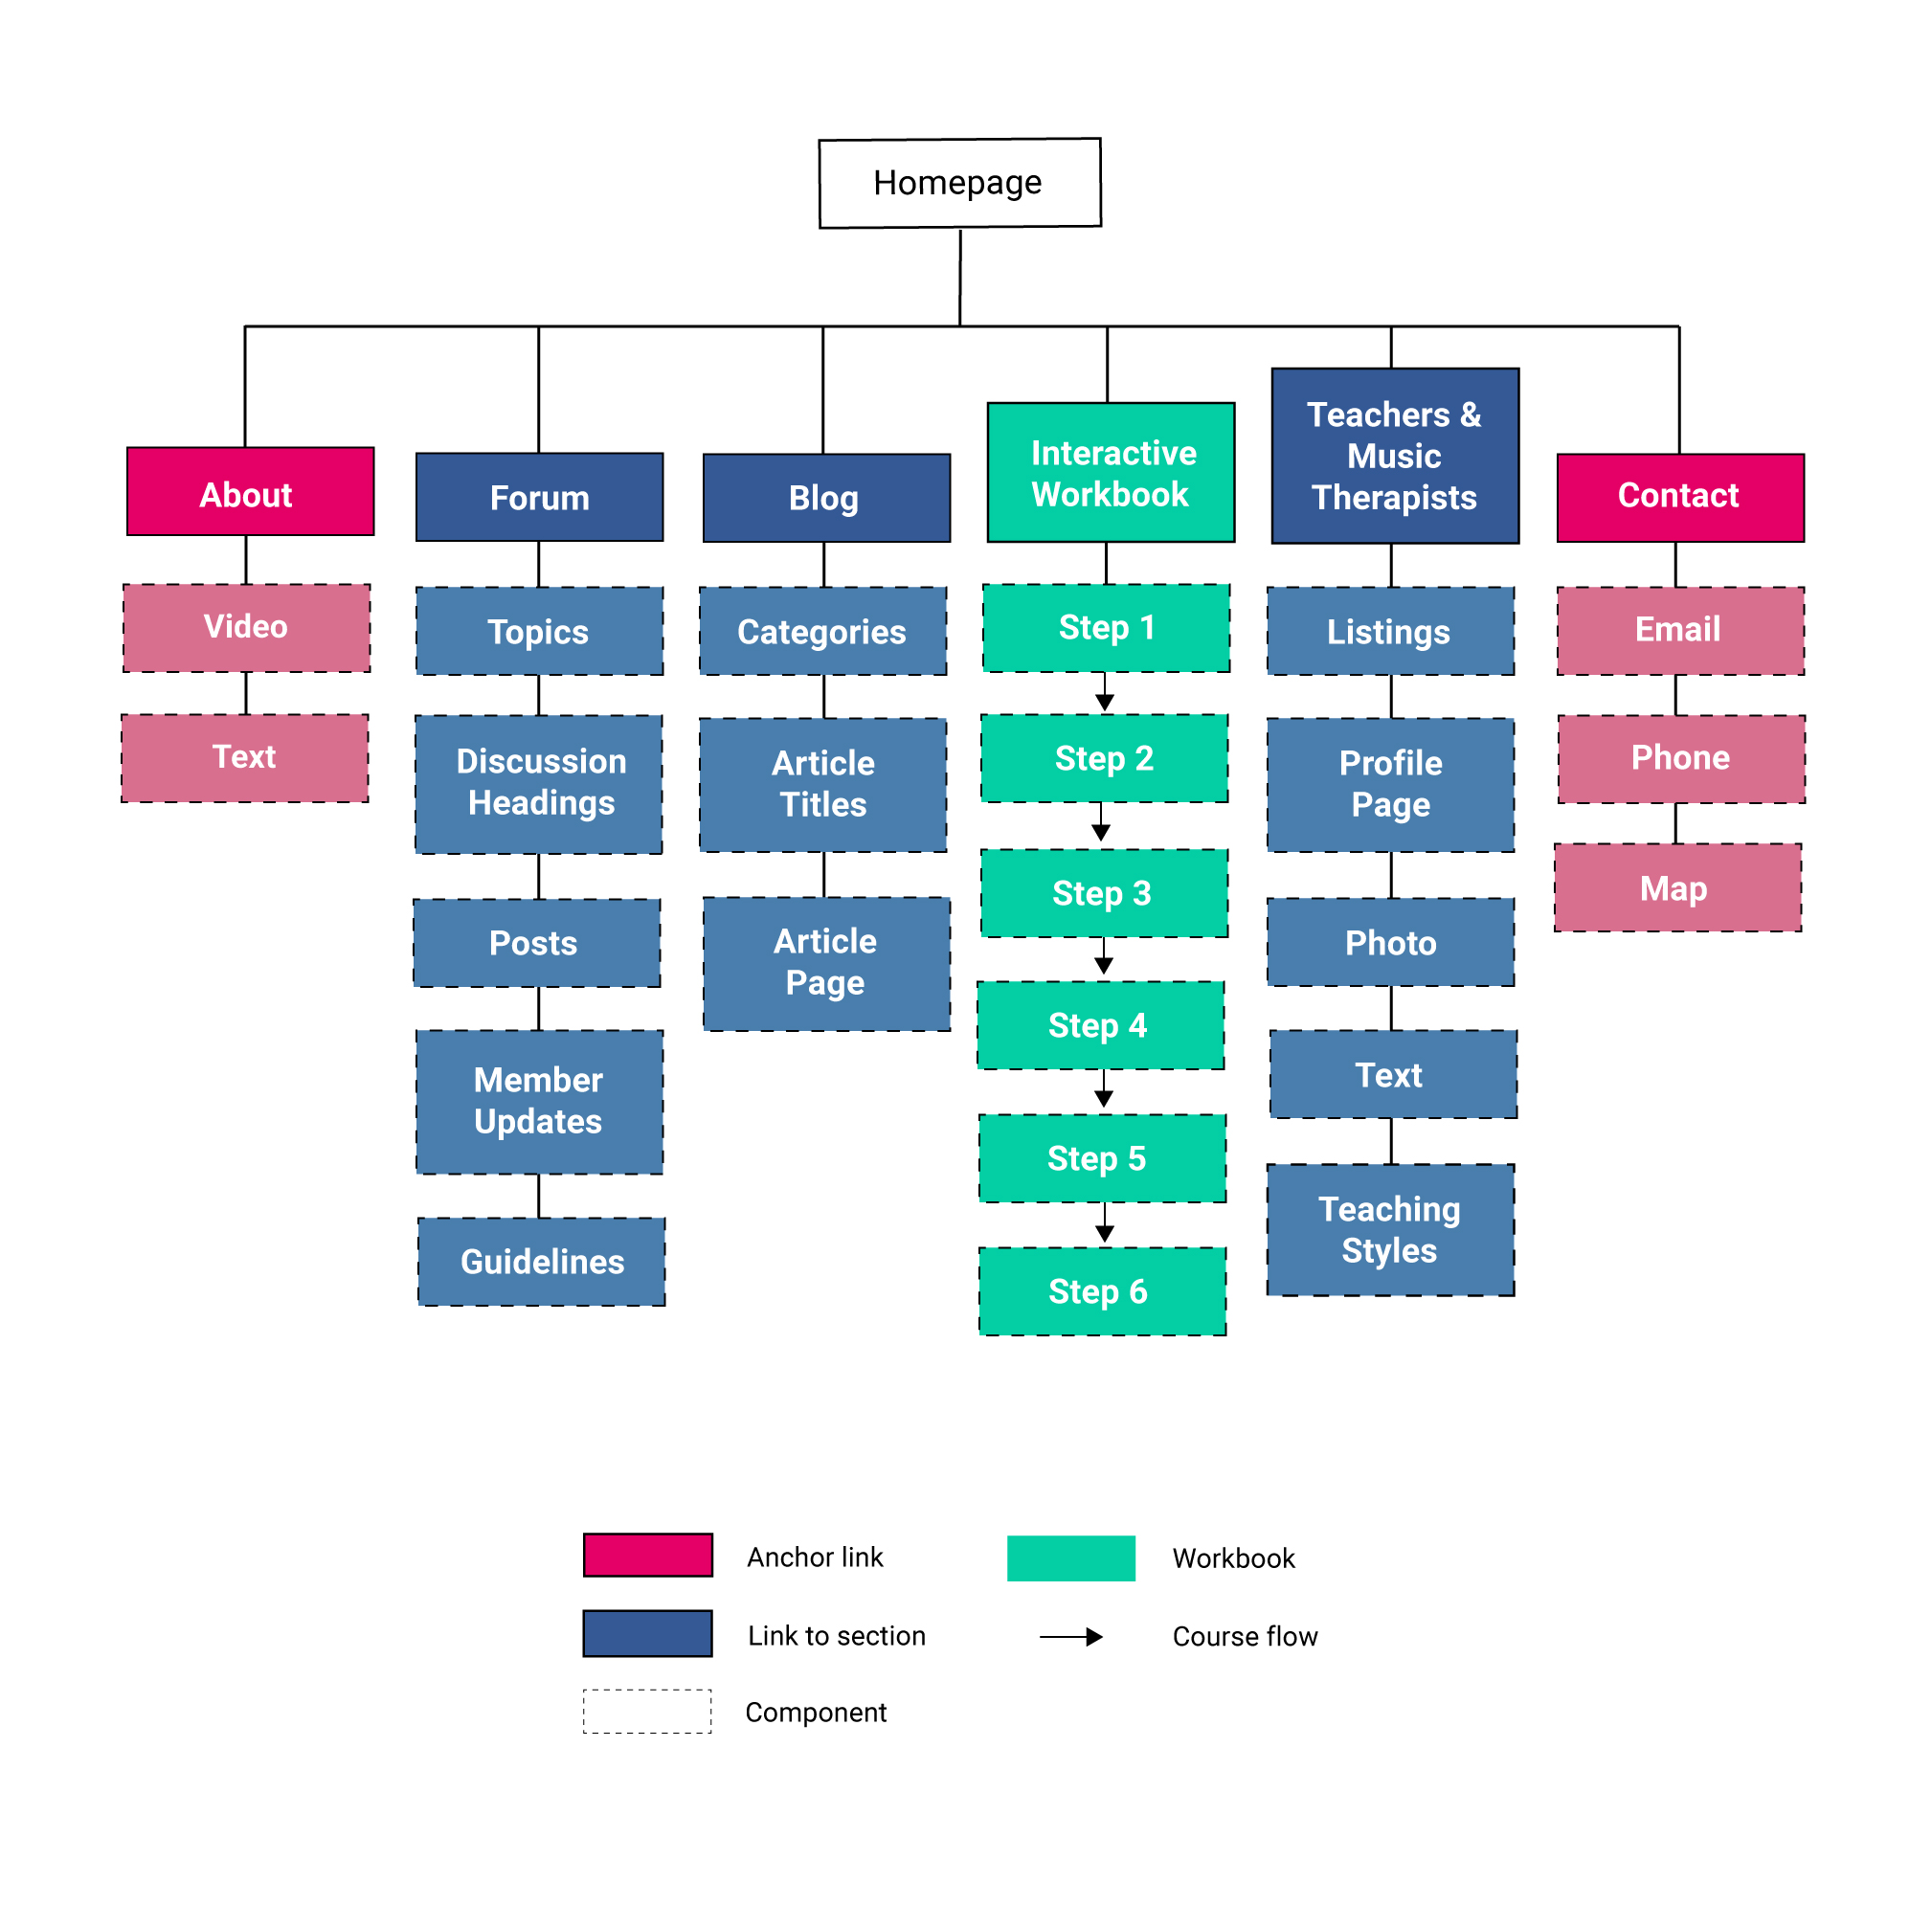 Homepage
About
Forum
Blog
Interactive
Workbook
Teachers &
Music
Therapists
Contact
Video
Text
Topics
Discussion
Headings
Posts
Member
Updates
Guidelines
Categories
Article
Titles
Article
Page
Step 1
Step 2
Step 3
Step 4
Step 5
Step 6
Listings
Profile
Page
Photo
Text
Teaching
Styles
Email
Phone
Map
Anchor link
Link to section
Component
Workbook
Course flow